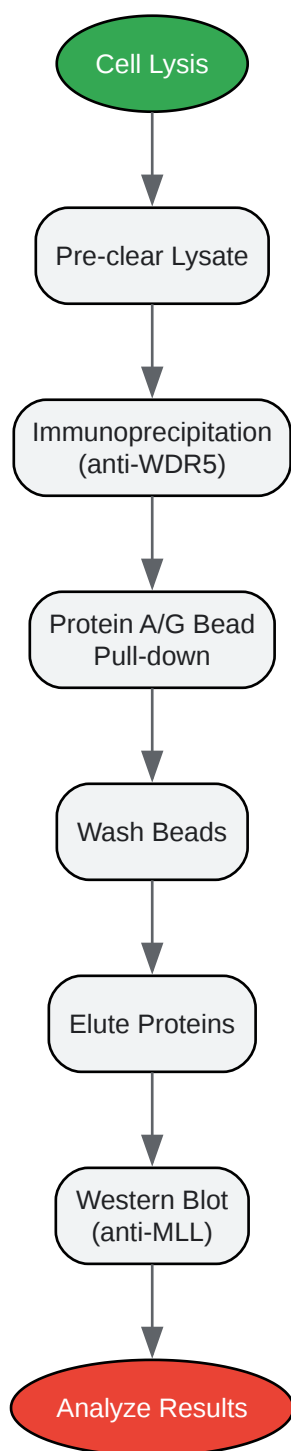 Cell Lysis
Pre-clear Lysate
Immunoprecipitation
(anti-WDR5)
Protein A/G Bead
Pull-down
Wash Beads
Elute Proteins
Western Blot
(anti-MLL)
Analyze Results